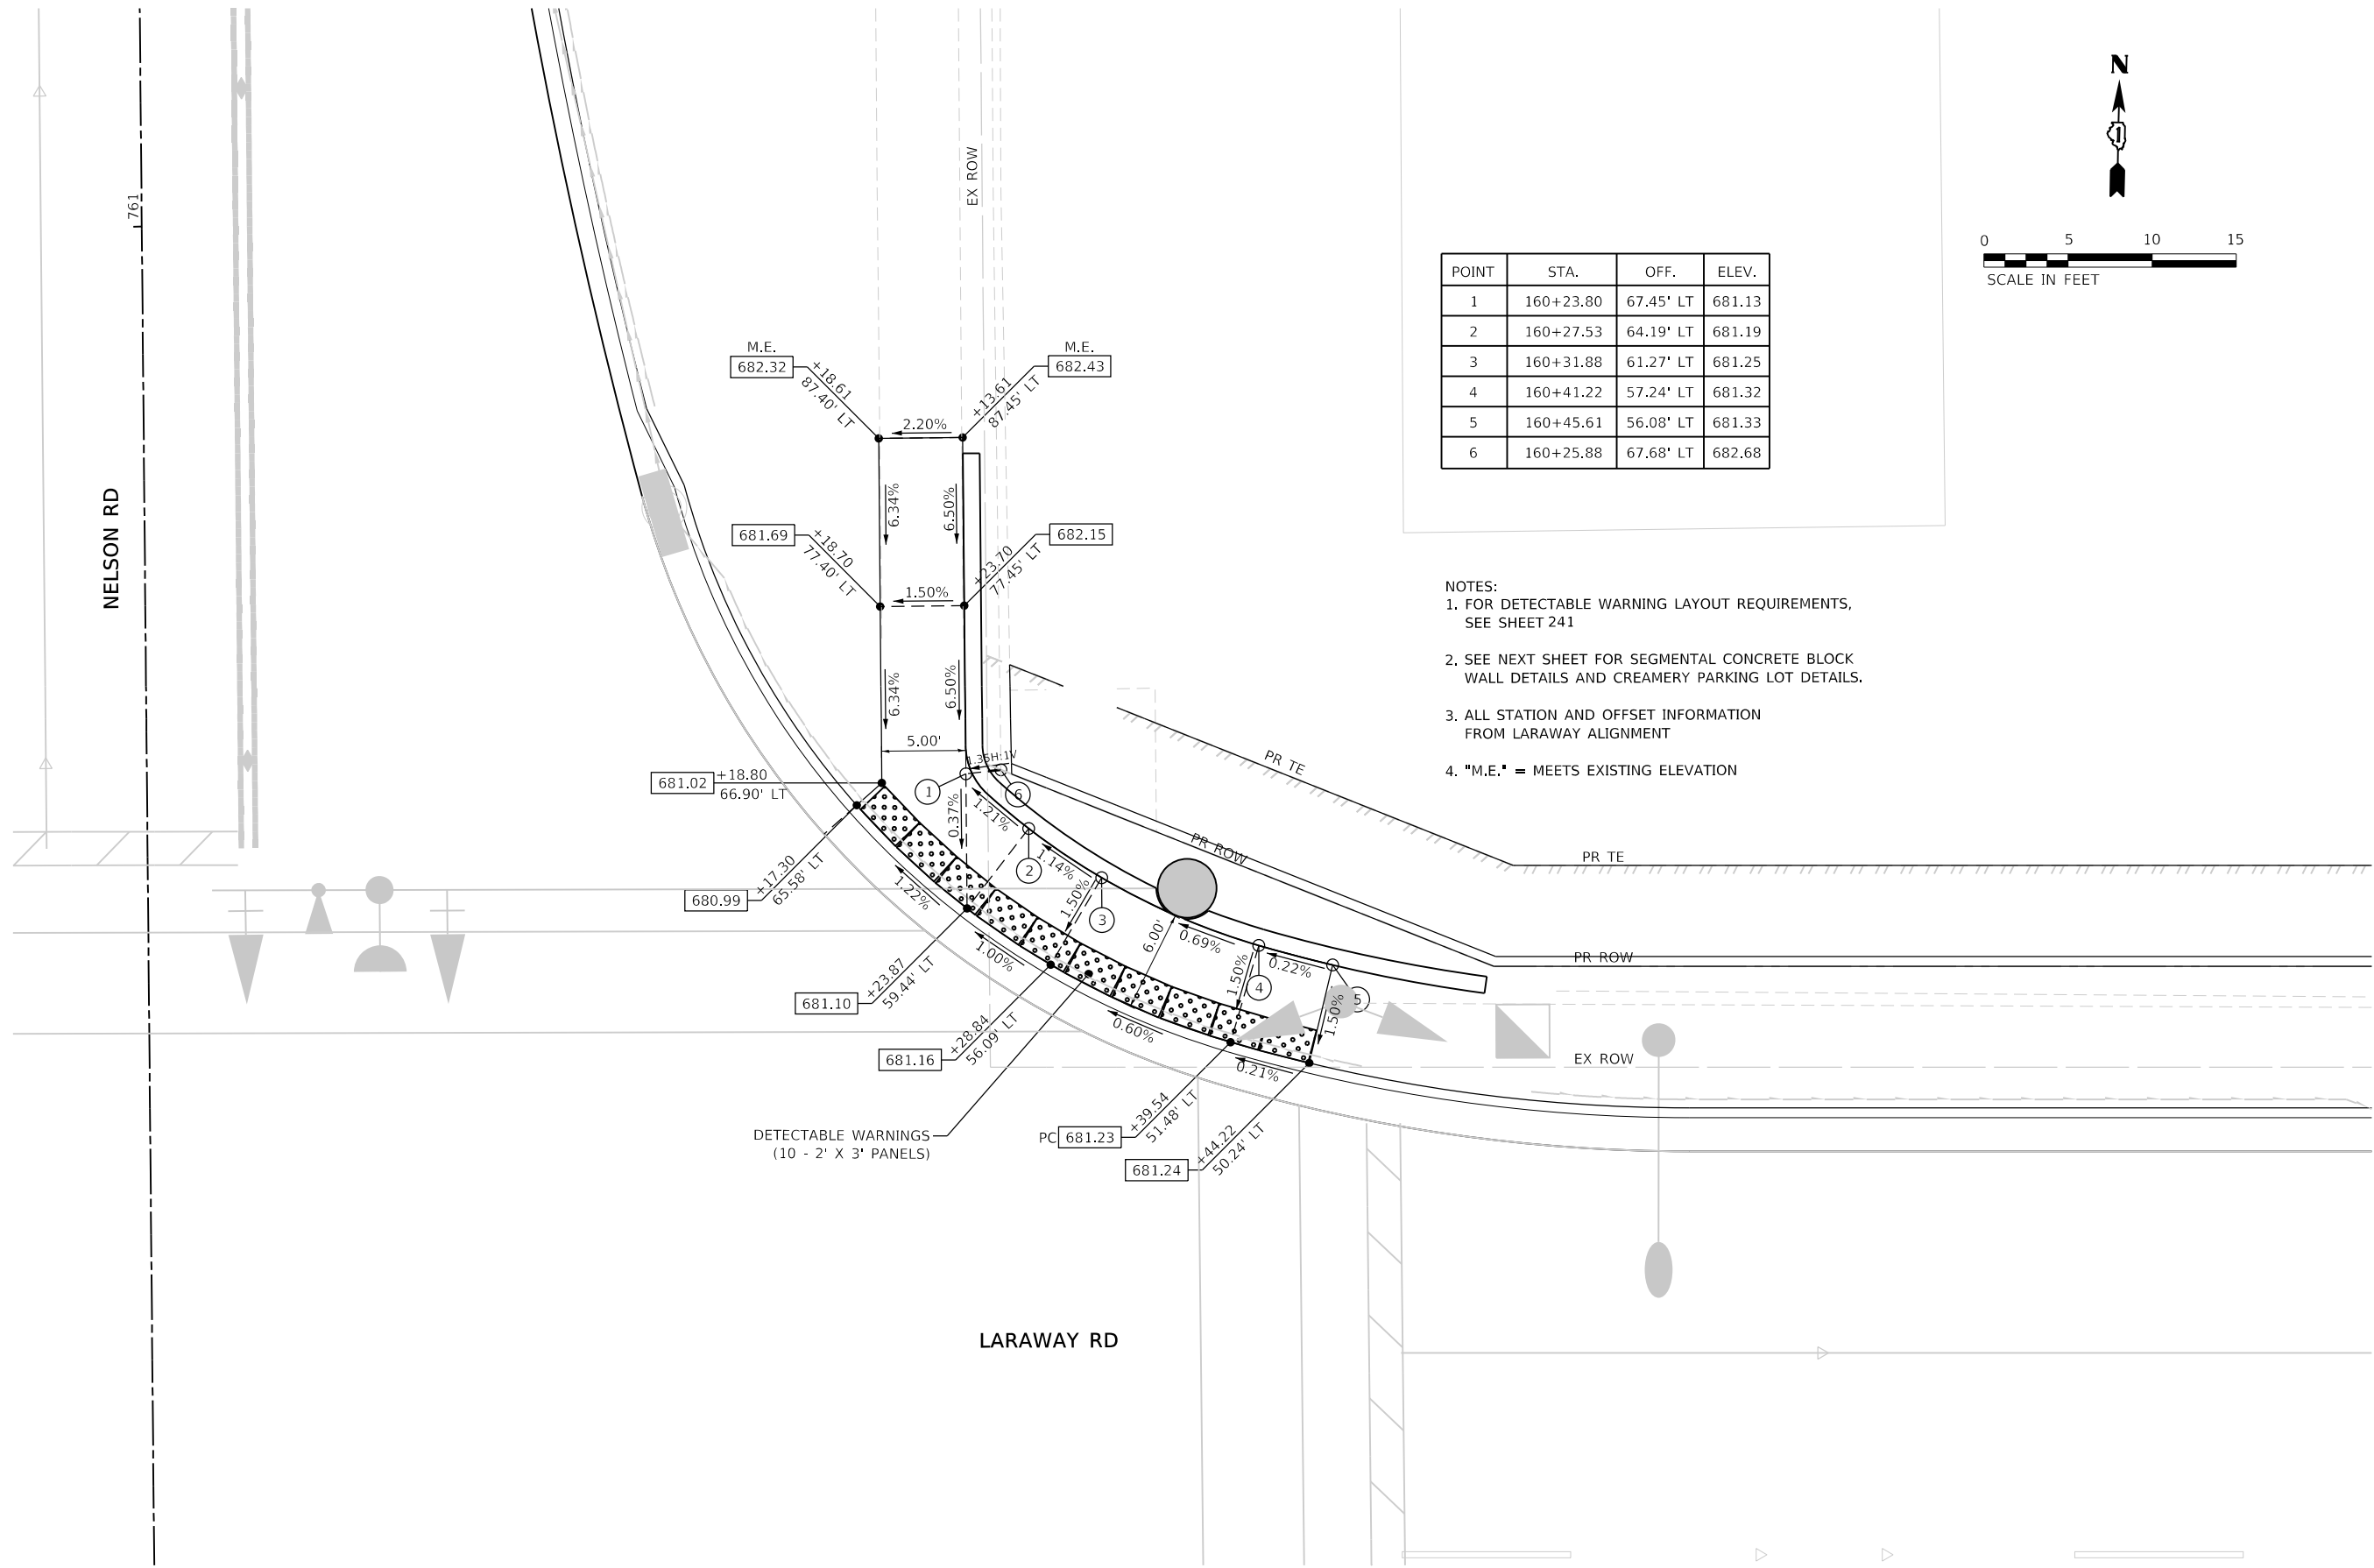 N
1
0 5 10 15
SCALE IN FEET
761
EX ROW
NELSON RD
POINT STA. OFF. ELEV.
1 160+23.80 67.45' LT 681.13
2 160+27.53 64.19' LT 681.19
3 160+31.88 61.27' LT 681.25
4 160+41.22 57.24' LT 681.32
5 160+45.61 56.08' LT 681.33
6 160+25.88 67.68' LT 682.68
M.E.
682.32
+18.61
87.40' LT
M.E.
682.43
+13.61
87.45' LT
2.20%
6.34%
6.50%
681.69
+18.70
77.40' LT
682.15
+23.70
77.45' LT
1.50%
6.34%
6.50%
5.00'
1.35H:1V
NOTES:
1. FOR DETECTABLE WARNING LAYOUT REQUIREMENTS,
SEE SHEET 241
2. SEE NEXT SHEET FOR SEGMENTAL CONCRETE BLOCK
WALL DETAILS AND CREAMERY PARKING LOT DETAILS.
3. ALL STATION AND OFFSET INFORMATION
FROM LARAWAY ALIGNMENT
4. "M.E." = MEETS EXISTING ELEVATION
681.02
+18.80
66.90' LT
1
6
0.37%
1.21%
2
1.14%
3
1.50%
PR TE
PR ROW
PR TE
680.99
+17.30
65.58' LT
1.22%
6.00'
0.69%
4
1.50%
0.22%
5
1.50%
PR ROW
681.10
+23.87
59.44' LT
1.00%
681.16
+28.84
56.09' LT
0.60%
EX ROW
0.21%
DETECTABLE WARNINGS
(10 - 2' X 3' PANELS)
PC 681.23
+39.54
51.48' LT
681.24
+44.22
50.24' LT
LARAWAY RD